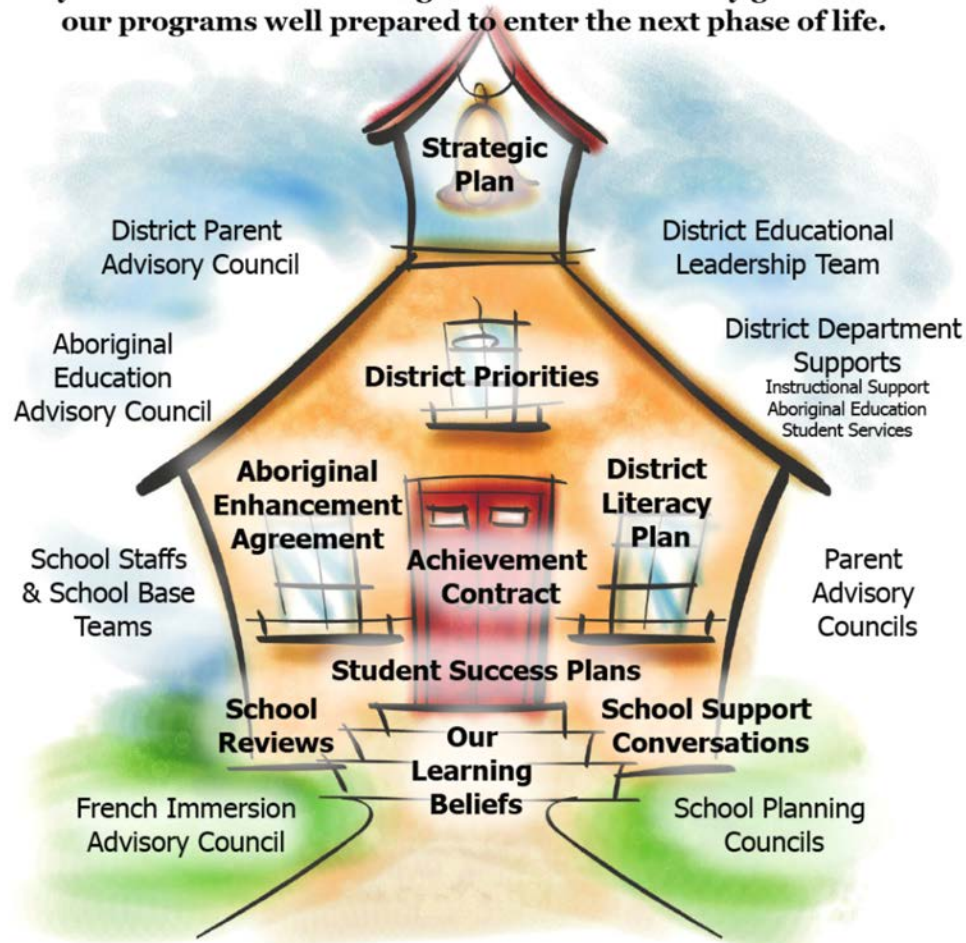 our programs well prepared to enter the next phase of life.
Strategic
Plan
District Parent
Advisory Council
District Educational
Leadership Team
Aboriginal
Education
Advisory Council
District Department
Supports
Instructional Support
Aboriginal Education
Student Services
District Priorities
Aboriginal
Enhancement
Agreement
District
Literacy
Plan
Achievement
Contract
School Staffs
& School Base
Teams
Parent
Advisory
Councils
Student Success Plans
School
Reviews
School Support
Conversations
Our
Learning
Beliefs
French Immersion
Advisory Council
School Planning
Councils